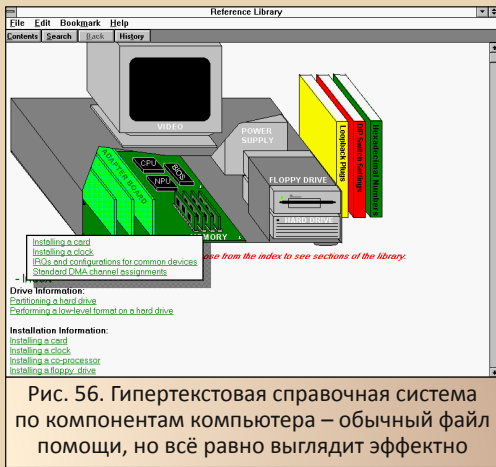 Reference Library
File Edit Bookmark Help
Contents Search Back History
VIDEO
POWER
SUPPLY
ADAPTER BOARD
CPU
BIOS
NPU
MEMORY
FLOPPY DRIVE
HARD DRIVE
Loopback Plugs
DIP Switch Settings
Hexadecimal Numbers
Installing a card
Installing a clock
IRQs and configurations for common devices
Standard DMA channel assignments
ose from the index to see sections of the library.
Drive Information:
Partitioning a hard drive
Performing a low-level format on a hard drive
Installation Information:
Installing a card
Installing a clock
Installing a co-processor
Installing a floppy drive
Рис. 56. Гипертекстовая справочная система
по компонентам компьютера – обычный файл
помощи, но всё равно выглядит эффектно